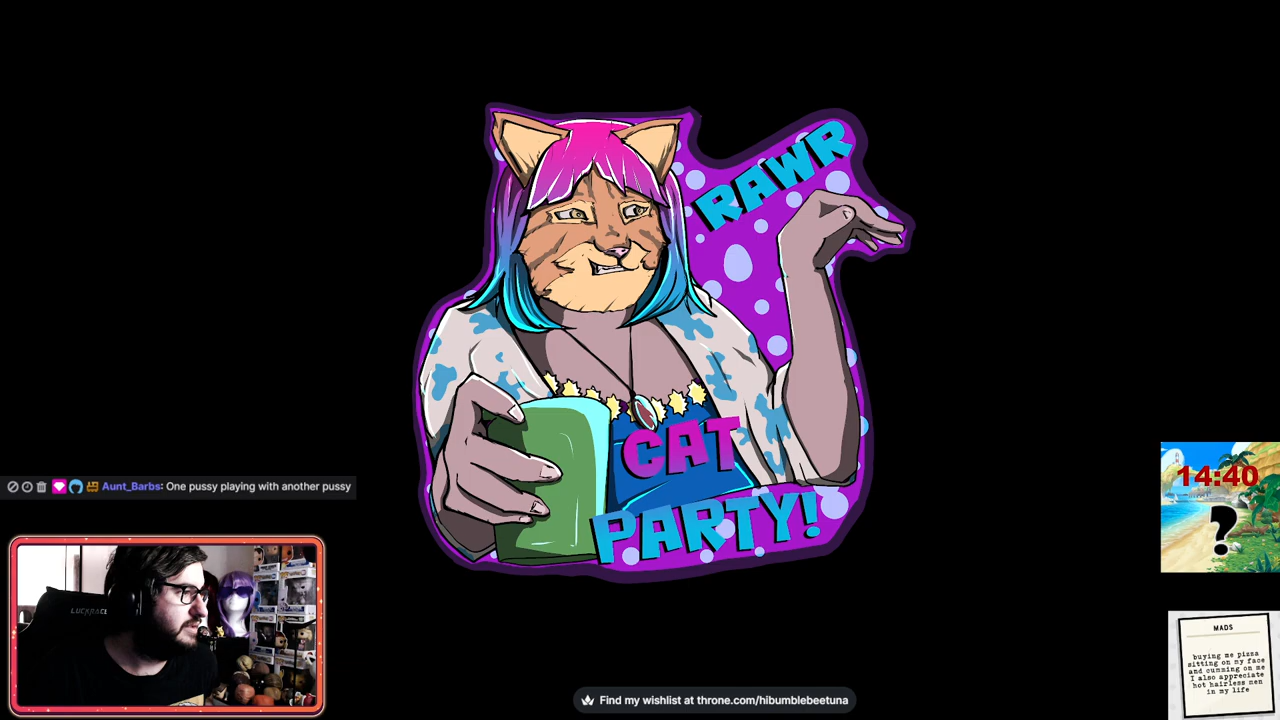 RAWR
CAT
PARTY!
Aunt_Barbs: One pussy playing with another pussy
14:40
?
LUCKRACE
MADS
buying me pizza
sitting on my face
and cumming on me
I also appreciate
hot hairless men
in my life
Find my wishlist at throne.com/hibumblebeetuna